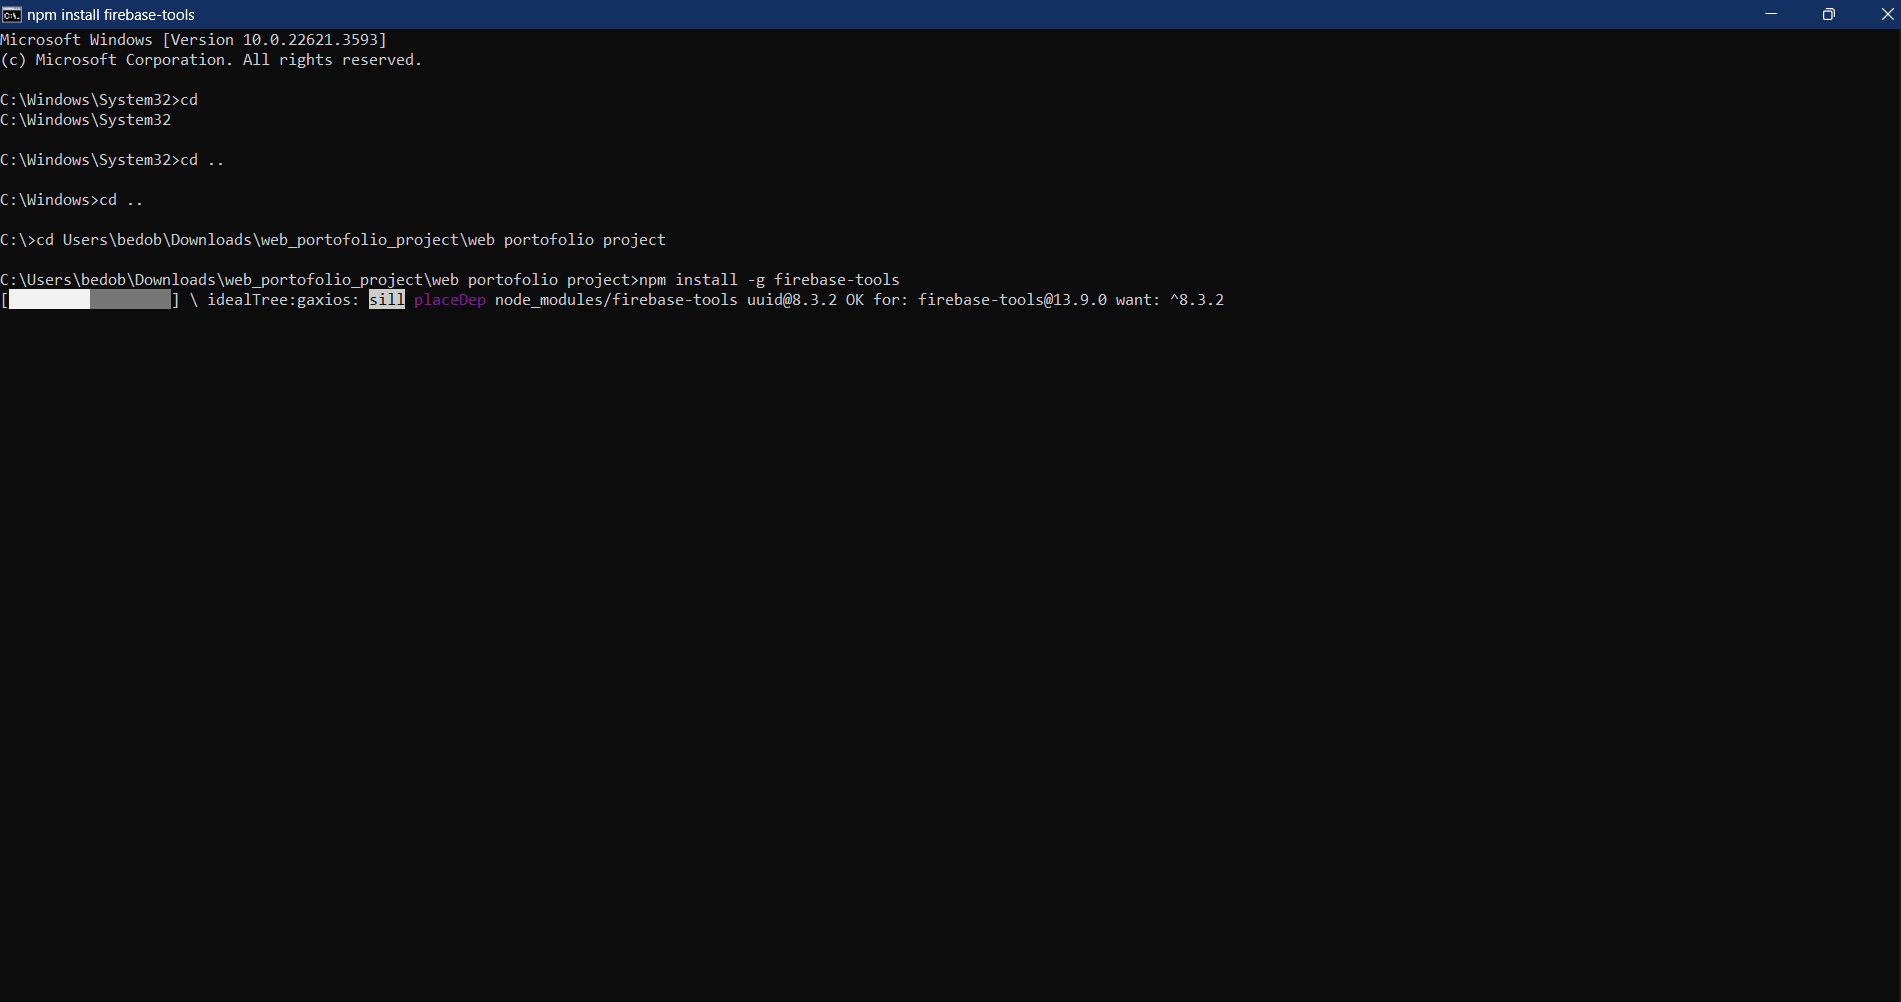 npm install firebase-tools
Microsoft Windows [Version 10.0.22621.3593]
(c) Microsoft Corporation. All rights reserved.
C:\Windows\System32>cd
C:\Windows\System32
C:\Windows\System32>cd ..
C:\Windows>cd ..
C:\>cd Users\bedob\Downloads\web_portofolio_project\web portofolio project
C:\Users\bedob\Downloads\web_portofolio_project\web portofolio project>npm install -g firebase-tools
[                  ] \ idealTree:gaxios: sill placeDep node_modules/firebase-tools uuid@8.3.2 OK for: firebase-tools@13.9.0 want: ^8.3.2